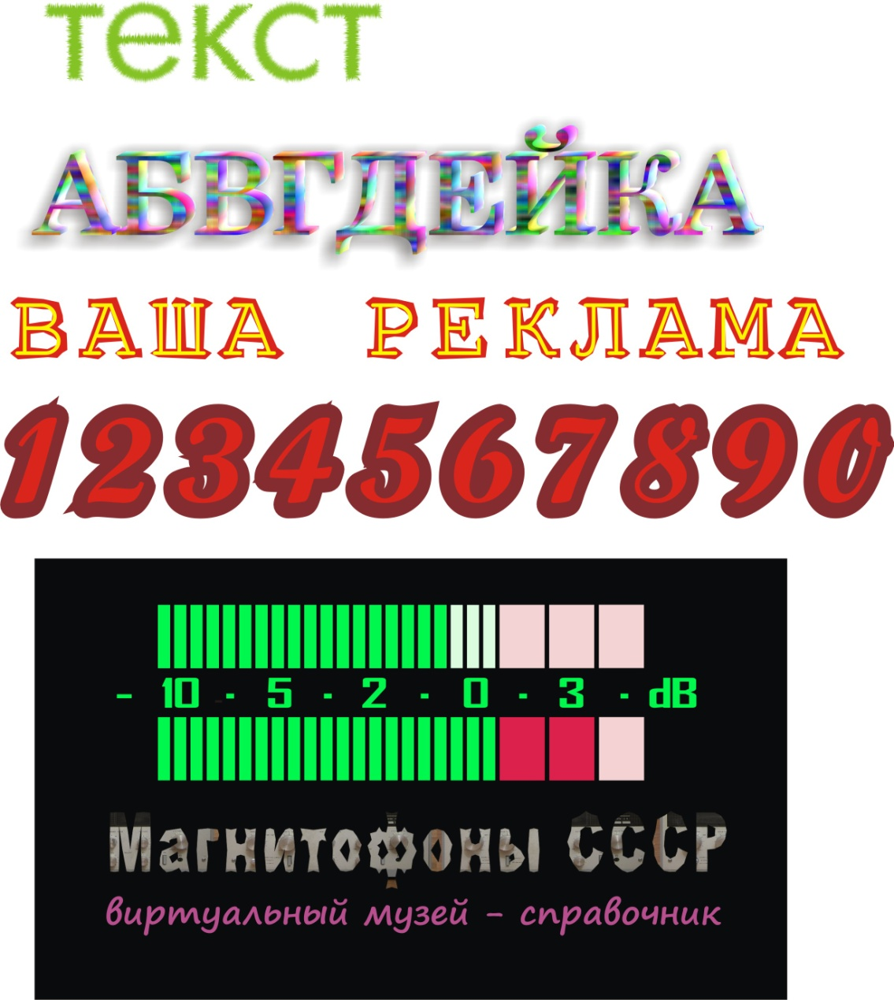 текст
АБВГДЕЙКА
ВАША РЕКЛАМА
1234567890
- 10 - 5 - 2 - 0 - 3 - dB
Магнитофоны СССР
виртуальный музей - справочник